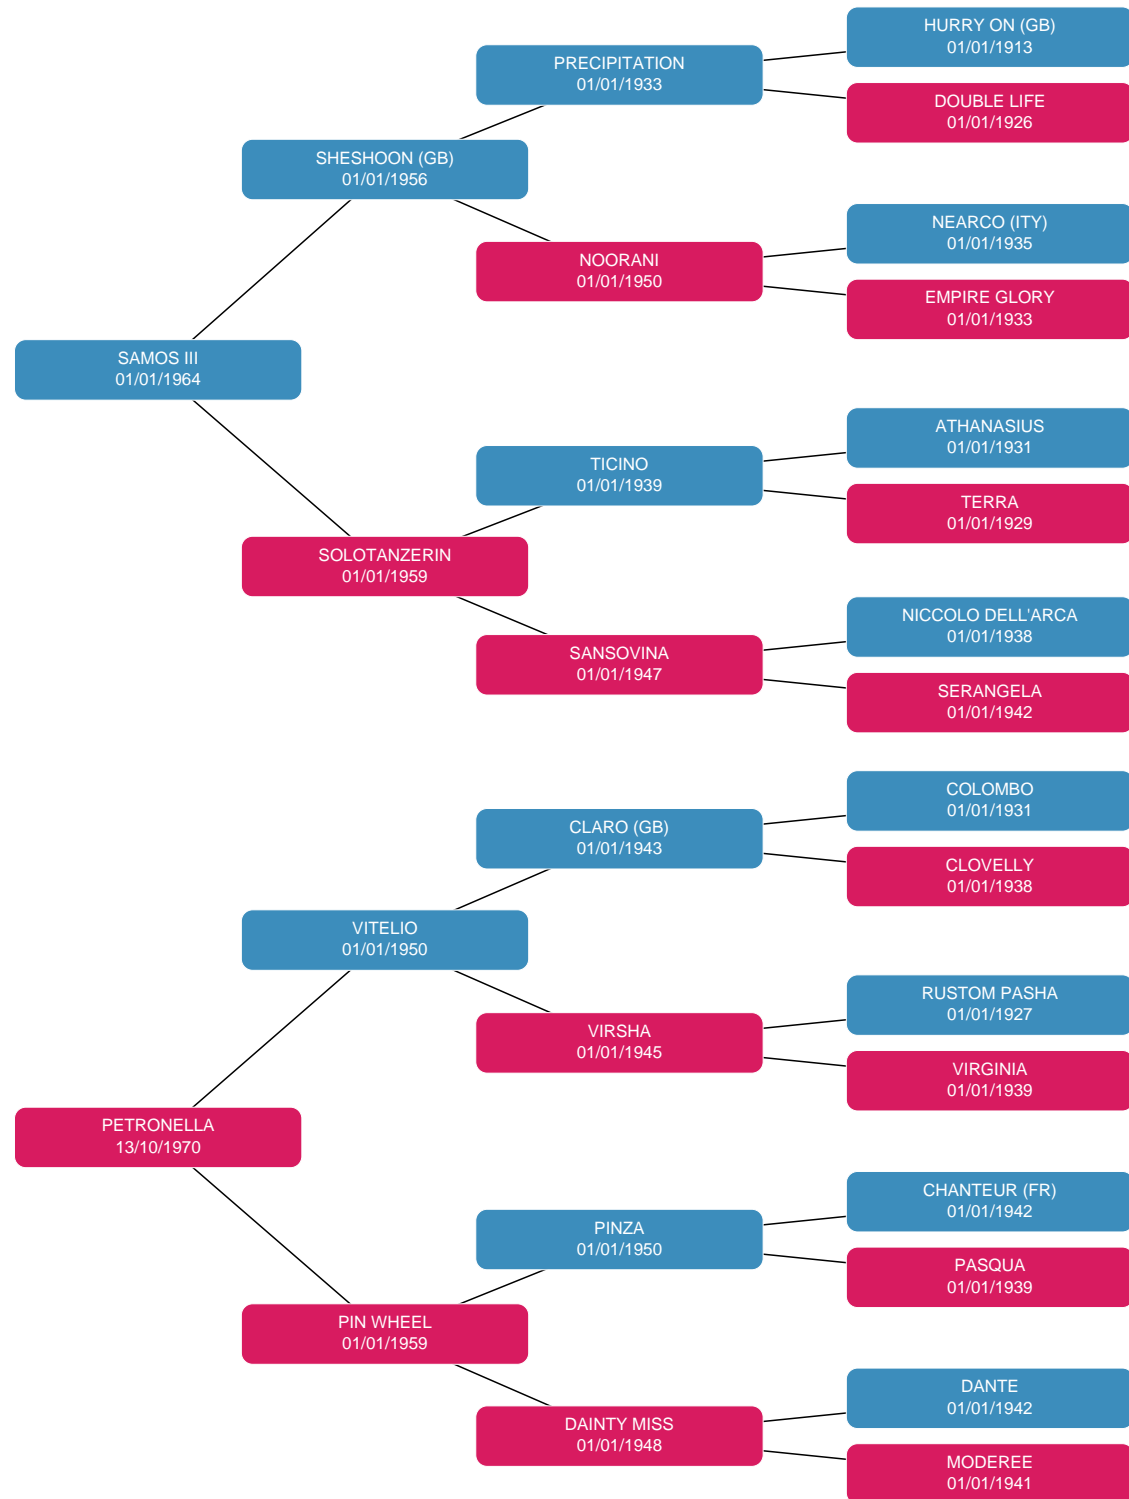 HURRY ON (GB)
01/01/1913
PRECIPITATION
01/01/1933
DOUBLE LIFE
01/01/1926
SHESHOON (GB)
01/01/1956
NEARCO (ITY)
01/01/1935
NOORANI
01/01/1950
EMPIRE GLORY
01/01/1933
SAMOS III
01/01/1964
ATHANASIUS
01/01/1931
TICINO
01/01/1939
TERRA
01/01/1929
SOLOTANZERIN
01/01/1959
NICCOLO DELL'ARCA
01/01/1938
SANSOVINA
01/01/1947
SERANGELA
01/01/1942
COLOMBO
01/01/1931
CLARO (GB)
01/01/1943
CLOVELLY
01/01/1938
VITELIO
01/01/1950
RUSTOM PASHA
01/01/1927
VIRSHA
01/01/1945
VIRGINIA
01/01/1939
PETRONELLA
13/10/1970
CHANTEUR (FR)
01/01/1942
PINZA
01/01/1950
PASQUA
01/01/1939
PIN WHEEL
01/01/1959
DANTE
01/01/1942
DAINTY MISS
01/01/1948
MODEREE
01/01/1941